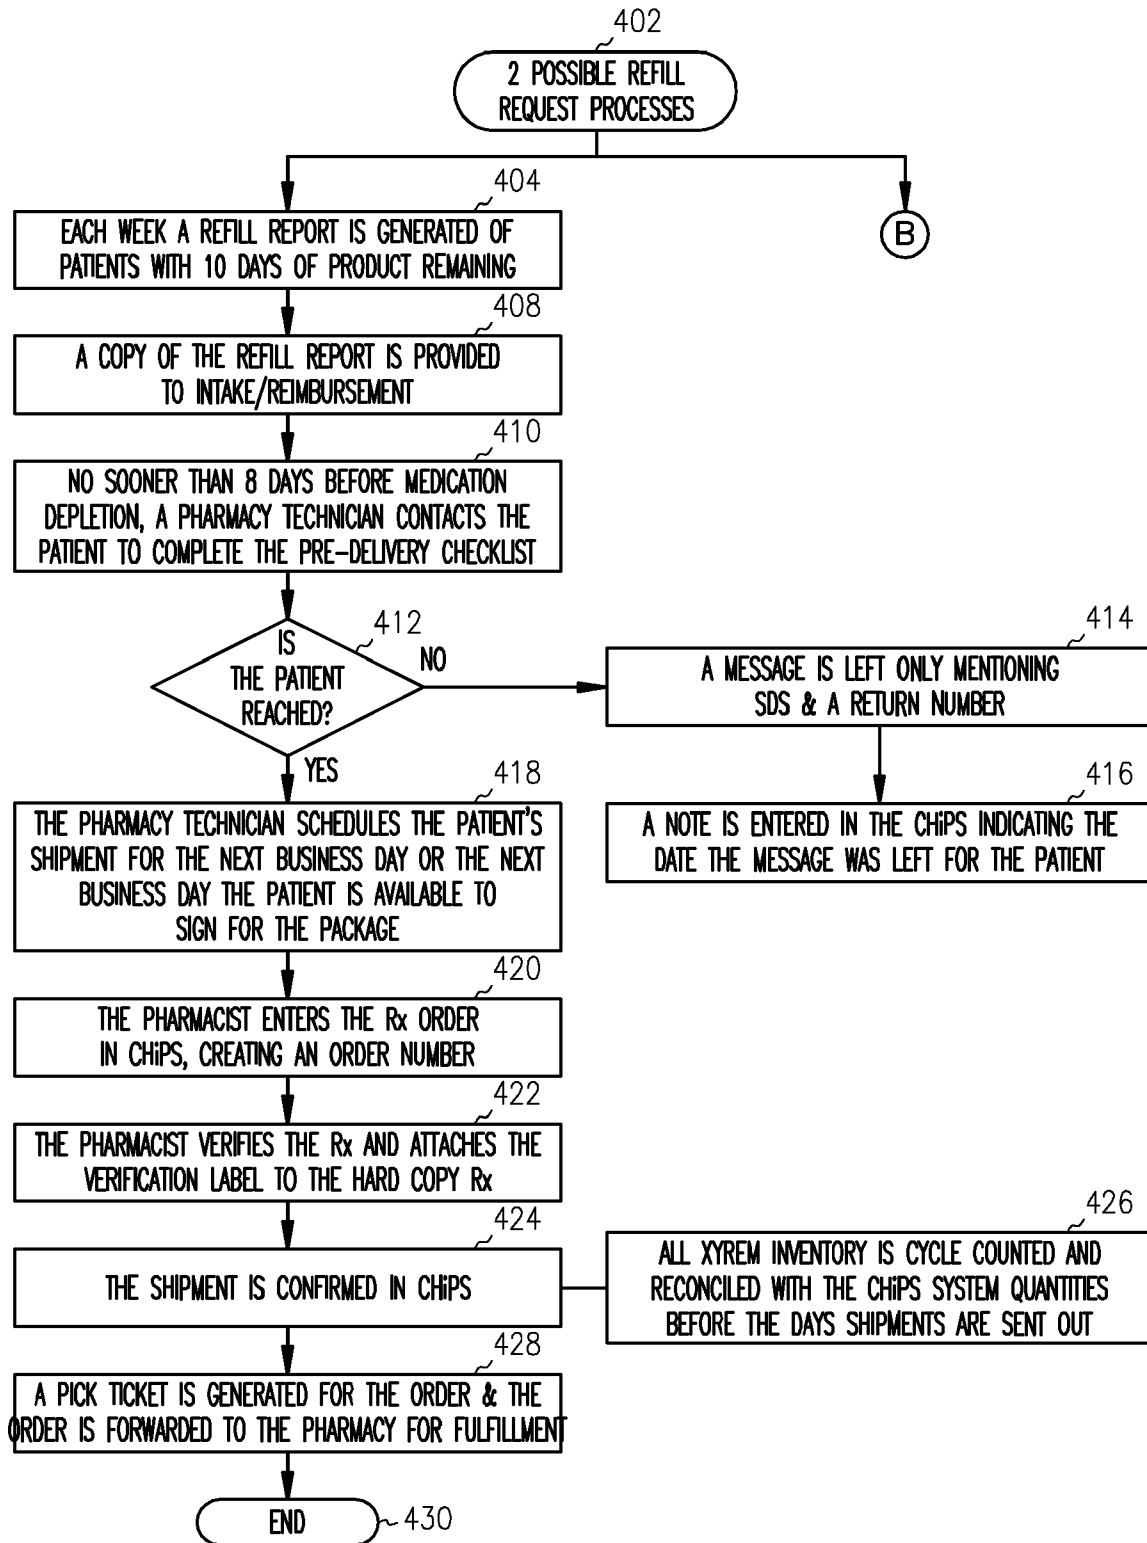 402
2 POSSIBLE REFILL
REQUEST PROCESSES
404
EACH WEEK A REFILL REPORT IS GENERATED OF
PATIENTS WITH 10 DAYS OF PRODUCT REMAINING
B
408
A COPY OF THE REFILL REPORT IS PROVIDED
TO INTAKE/REIMBURSEMENT
410
NO SOONER THAN 8 DAYS BEFORE MEDICATION
DEPLETION, A PHARMACY TECHNICIAN CONTACTS THE
PATIENT TO COMPLETE THE PRE-DELIVERY CHECKLIST
412
IS
THE PATIENT
REACHED?
NO
414
A MESSAGE IS LEFT ONLY MENTIONING
SDS & A RETURN NUMBER
416
A NOTE IS ENTERED IN THE CHiPS INDICATING THE
DATE THE MESSAGE WAS LEFT FOR THE PATIENT
YES
418
THE PHARMACY TECHNICIAN SCHEDULES THE PATIENT'S
SHIPMENT FOR THE NEXT BUSINESS DAY OR THE NEXT
BUSINESS DAY THE PATIENT IS AVAILABLE TO
SIGN FOR THE PACKAGE
420
THE PHARMACIST ENTERS THE Rx ORDER
IN CHiPS, CREATING AN ORDER NUMBER
422
THE PHARMACIST VERIFIES THE Rx AND ATTACHES THE
VERIFICATION LABEL TO THE HARD COPY Rx
424
THE SHIPMENT IS CONFIRMED IN CHiPS
426
ALL XYREM INVENTORY IS CYCLE COUNTED AND
RECONCILED WITH THE CHiPS SYSTEM QUANTITIES
BEFORE THE DAYS SHIPMENTS ARE SENT OUT
428
A PICK TICKET IS GENERATED FOR THE ORDER & THE
ORDER IS FORWARDED TO THE PHARMACY FOR FULFILLMENT
END
430